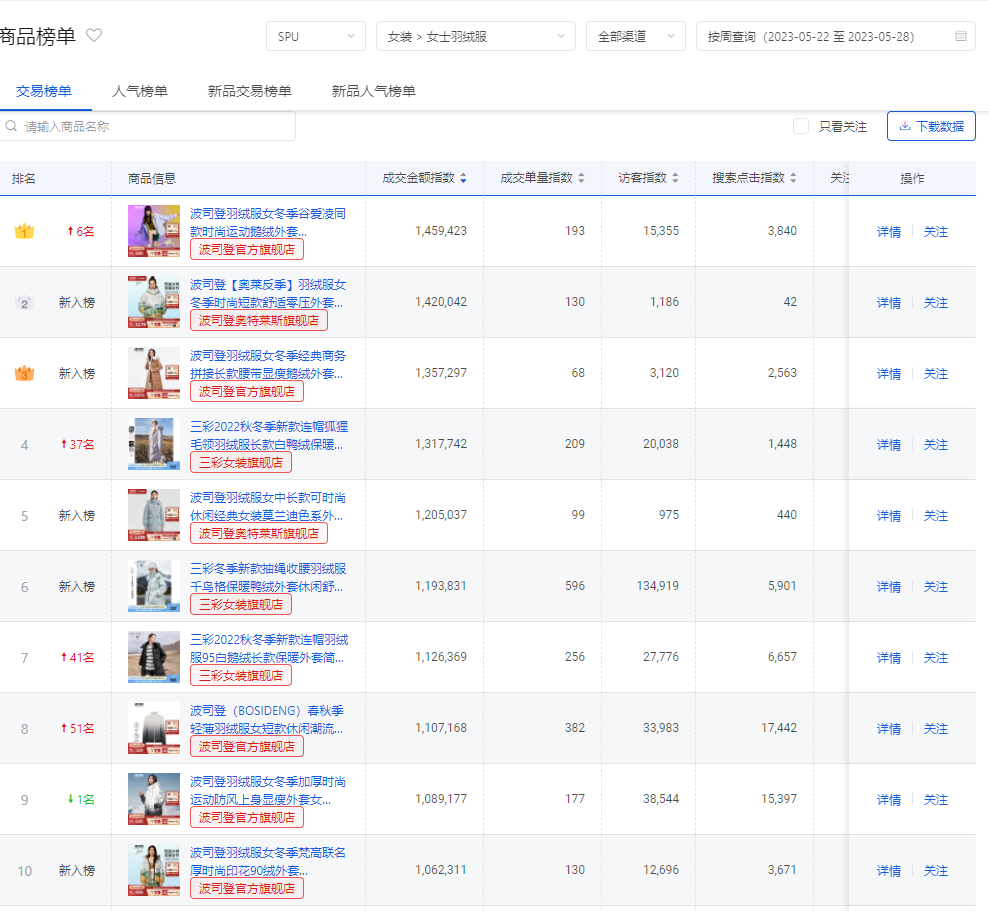 商品榜单
SPU
女装 > 女士羽绒服
全部渠道
按周查询（2023-05-22 至 2023-05-28）
交易榜单 人气榜单 新品交易榜单 新品人气榜单
请输入商品名称
只看关注
下载数据
排名 商品信息 成交金额指数 成交单量指数 访客指数 搜索点击指数 关注 操作
1 6名
波司登羽绒服女冬季谷爱凌同
款时尚运动鹅绒外套...
波司登官方旗舰店
1,459,423 193 15,355 3,840 详情 关注
2 新入榜
波司登【奥莱反季】羽绒服女
冬季时尚短款舒适零压外套...
波司登奥特莱斯旗舰店
1,420,042 130 1,186 42 详情 关注
3 新入榜
波司登羽绒服女冬季经典商务
拼接长款腰带显瘦鹅绒外套...
波司登官方旗舰店
1,357,297 68 3,120 2,563 详情 关注
4 37名
三彩2022秋冬季新款连帽狐狸
毛领羽绒服长款白鸭绒保暖...
三彩女装旗舰店
1,317,742 209 20,038 1,448 详情 关注
5 新入榜
波司登羽绒服女中长款可时尚
休闲经典女装莫兰迪色系外...
波司登奥特莱斯旗舰店
1,205,037 99 975 440 详情 关注
6 新入榜
三彩冬季新款抽绳收腰羽绒服
千鸟格保暖鸭绒外套休闲舒...
三彩女装旗舰店
1,193,831 596 134,919 5,901 详情 关注
7 41名
三彩2022秋冬季新款连帽羽绒
服95白鹅绒长款保暖外套简...
三彩女装旗舰店
1,126,369 256 27,776 6,657 详情 关注
8 51名
波司登（BOSIDENG）春秋季
轻薄羽绒服女短款休闲潮流...
波司登官方旗舰店
1,107,168 382 33,983 17,442 详情 关注
9 1名
波司登羽绒服女冬季加厚时尚
运动防风上身显瘦外套女...
波司登官方旗舰店
1,089,177 177 38,544 15,397 详情 关注
10 新入榜
波司登羽绒服女冬季梵高联名
厚时尚印花90绒外套...
波司登官方旗舰店
1,062,311 130 12,696 3,671 详情 关注